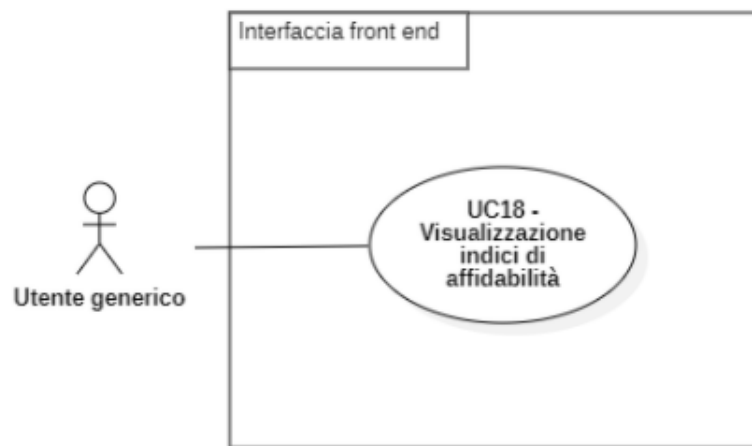 Interfaccia front end
UC18 -
Visualizzazione
indici di
affidabilità
Utente generico